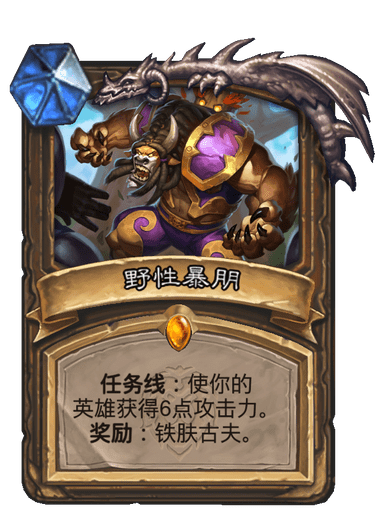 野性暴朋
任务线：使你的
英雄获得6点攻击力。
奖励：铁肤古夫。